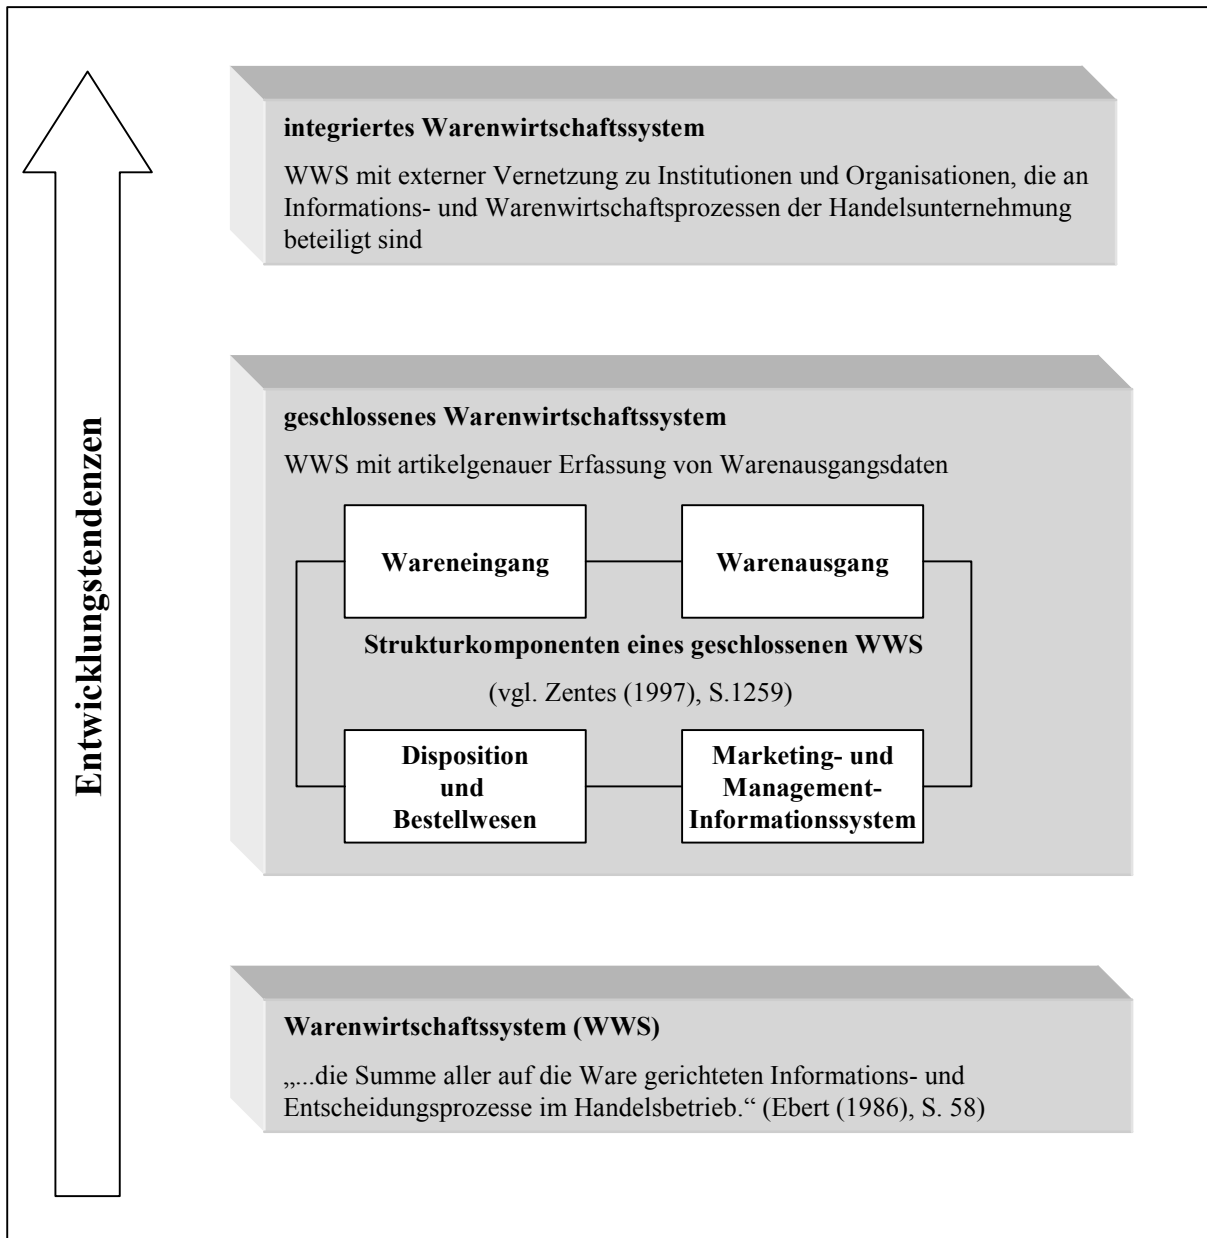 integriertes Warenwirtschaftssystem
WWS mit externer Vernetzung zu Institutionen und Organisationen, die an
Informations- und Warenwirtschaftsprozessen der Handelsunternehmung
beteiligt sind
Entwicklungstendenzen
geschlossenes Warenwirtschaftssystem
WWS mit artikelgenauer Erfassung von Warenausgangsdaten
Wareneingang
Warenausgang
Strukturkomponenten eines geschlossenen WWS
(vgl. Zentes (1997), S.1259)
Disposition
und
Bestellwesen
Marketing- und
Management-
Informationssystem
Warenwirtschaftssystem (WWS)
„...die Summe aller auf die Ware gerichteten Informations- und
Entscheidungsprozesse im Handelsbetrieb.“ (Ebert (1986), S. 58)